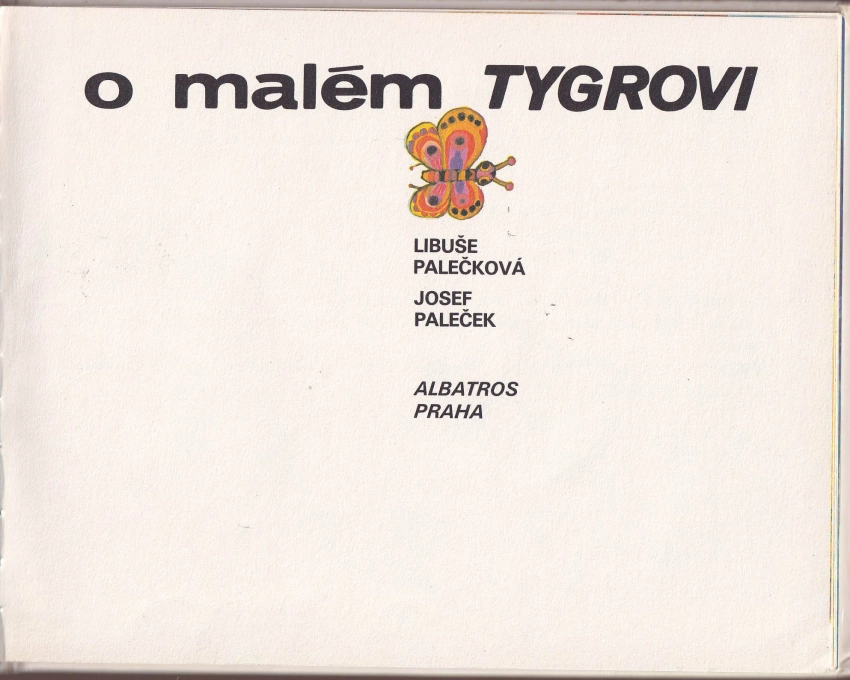 o malém TYGROVI
LIBUŠE
PALEČKOVÁ
JOSEF
PALEČEK
ALBATROS
PRAHA